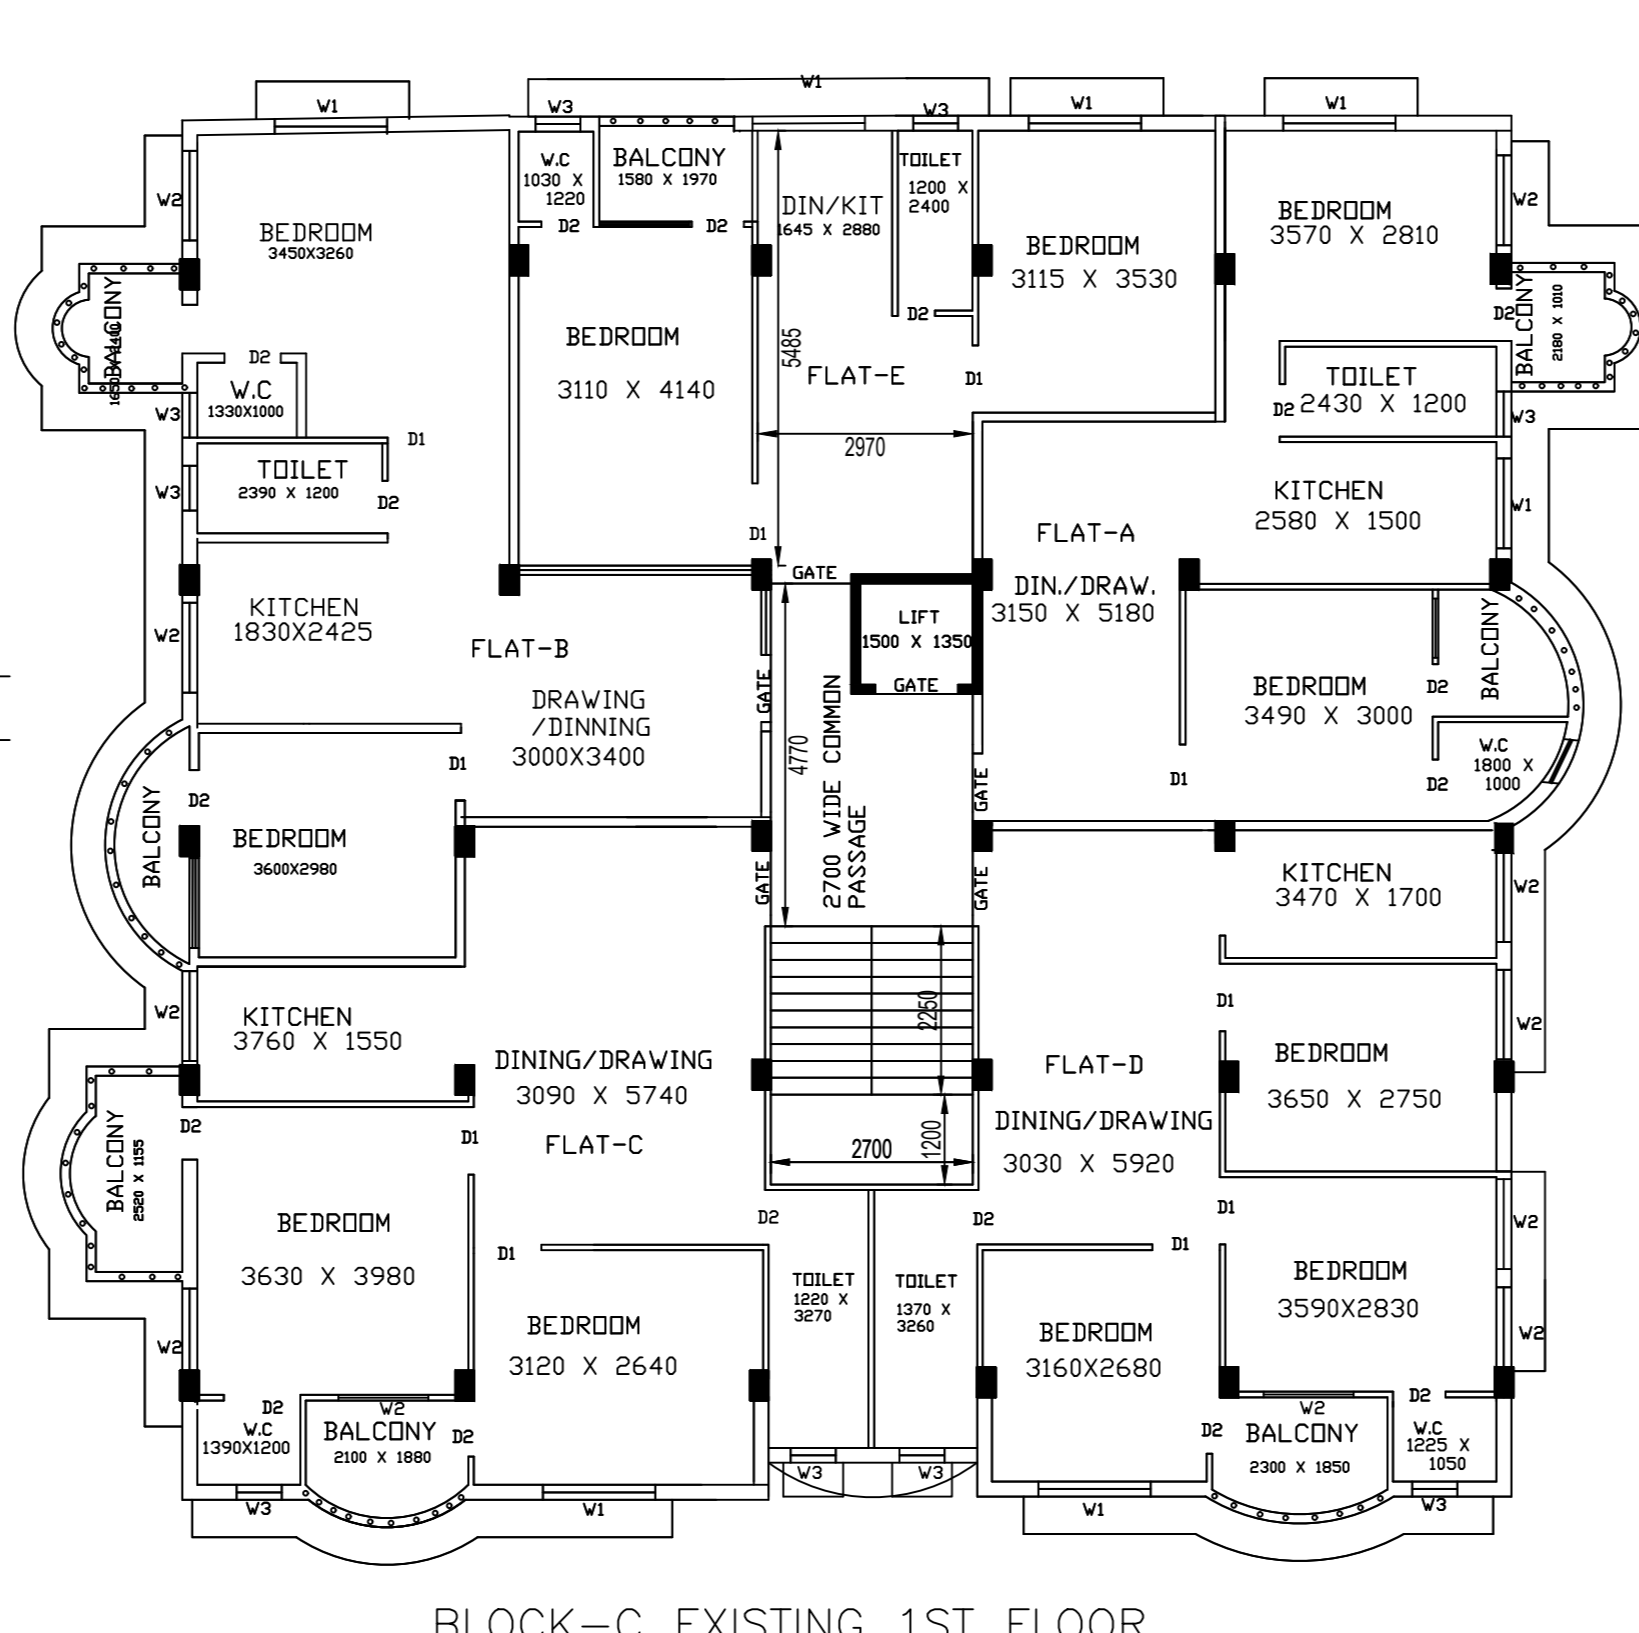 W1
W3
W1
W3
W1
W1
W2
BEDROOM
3450X3260
W.C
1030 X
1220
D2
BALCONY
1580 X 1970
D2
DIN/KIT
1645 X 2880
TOILET
1200 X
2400
D2
BEDROOM
3115 X 3530
BEDROOM
3570 X 2810
W2
BALCONY
D2
BALCONY
2180 X 1010
BEDROOM
3110 X 4140
5485
FLAT-E
D1
D2
W.C
1330X1000
W3
D1
TOILET
2430 X 1200
D2
W3
2970
TOILET
2390 X 1200
W3
D2
KITCHEN
2580 X 1500
W1
D1
FLAT-A
GATE
DIN./DRAW.
3150 X 5180
KITCHEN
1830X2425
W2
FLAT-B
LIFT
1500 X 1350
GATE
BALCONY
DRAWING
/DINNING
3000X3400
GATE
4770
2700 WIDE COMMON
PASSAGE
BEDROOM
3490 X 3000
D2
W.C
1800 X
1000
D2
D1
GATE
D1
D2
BALCONY
BEDROOM
3600X2980
GATE
GATE
KITCHEN
3470 X 1700
W2
W2
KITCHEN
3760 X 1550
2250
D1
W2
DINING/DRAWING
3090 X 5740
FLAT-C
FLAT-D
BEDROOM
3650 X 2750
DINING/DRAWING
3030 X 5920
D2
D1
BALCONY
2520 X 1155
2700
1200
BEDROOM
3630 X 3980
D2
D2
D1
W2
D1
D1
TOILET
1220 X
3270
TOILET
1370 X
3260
BEDROOM
3590X2830
BEDROOM
3120 X 2640
BEDROOM
3160X2680
W2
W2
D2
W2
W.C
1390X1200
BALCONY
2100 X 1880
D2
D2
W2
BALCONY
2300 X 1850
D2
W.C
1225 X
1050
W3
W3
W3
W1
W1
W3
BLOCK-C EXISTING 1ST FLOOR